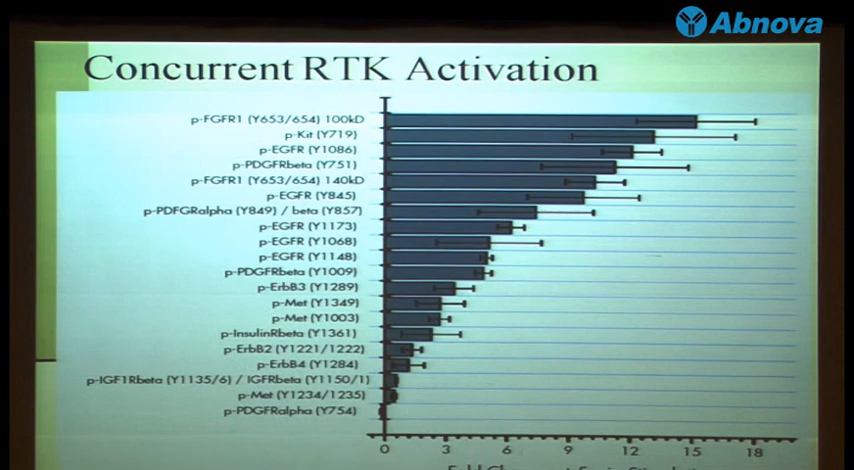 Abnova
Concurrent RTK Activation
p-FGFR1 (Y653/654) 100kD
p-Kit (Y719)
p-EGFR (Y1086)
p-PDGFRbeta (Y751)
p-FGFR1 (Y653/654) 140kD
p-EGFR (Y845)
p-PDFGRalpha (Y849) / beta (Y857)
p-EGFR (Y1173)
p-EGFR (Y1068)
p-EGFR (Y1148)
p-PDGFRbeta (Y1009)
p-ErbB3 (Y1289)
p-Met (Y1349)
p-Met (Y1003)
p-InsulinRbeta (Y1361)
p-ErbB2 (Y1221/1222)
p-ErbB4 (Y1284)
p-IGF1Rbeta (Y1135/6) / IGFRbeta (Y1150/1)
p-Met (Y1234/1235)
p-PDGFRalpha (Y754)
0 3 6 9 12 15 18